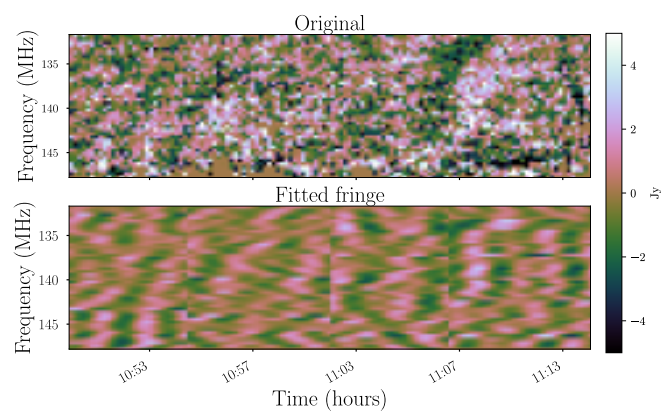 Original
Frequency (MHz)
135
140
145
Fitted fringe
Frequency (MHz)
135
140
145
10:53
10:57
11:03
11:07
11:13
Time (hours)
4
2
0
−2
−4
Jy